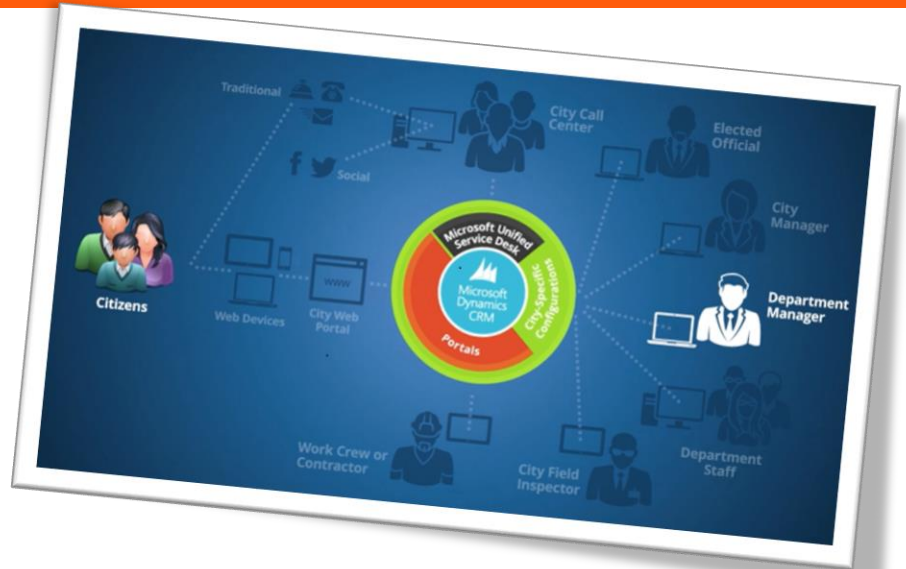 Traditional
Social
City Call
Center
Elected
Official
City
Manager
Citizens
Web Devices
www
City Web
Portal
Microsoft Unified
Service Desk
Microsoft
Dynamics
CRM
City-Specific
Configurations
Portals
Department
Manager
Work Crew or
Contractor
City Field
Inspector
Department
Staff